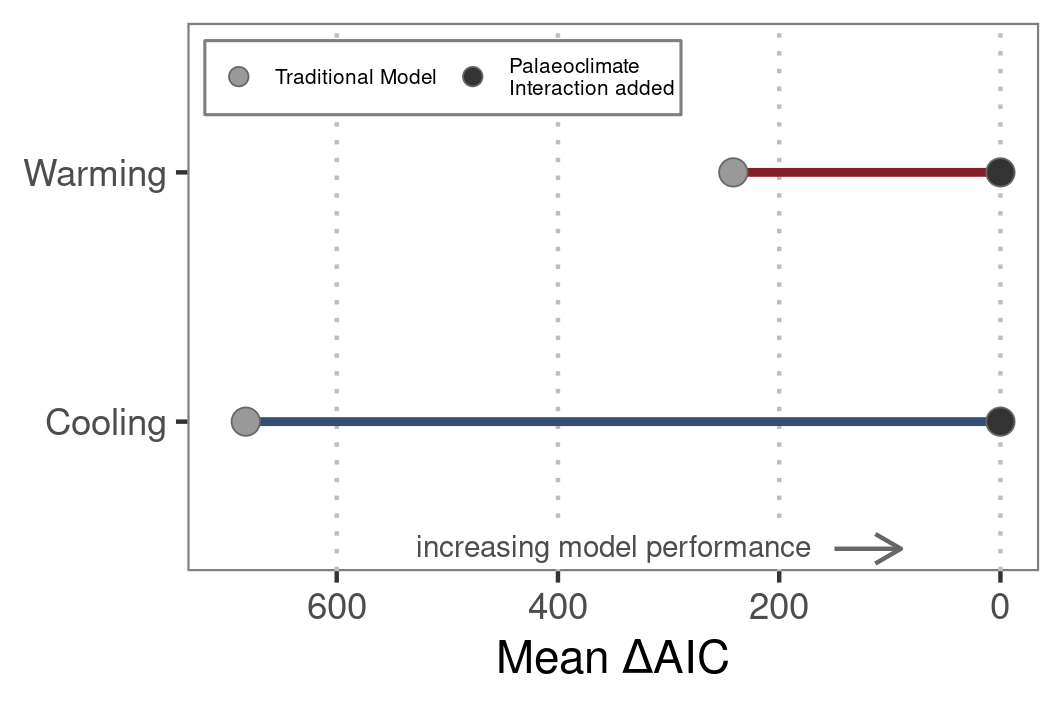 Traditional Model
Palaeoclimate
Interaction added
Warming
Cooling
increasing model performance
600 400 200 0
Mean ΔAIC